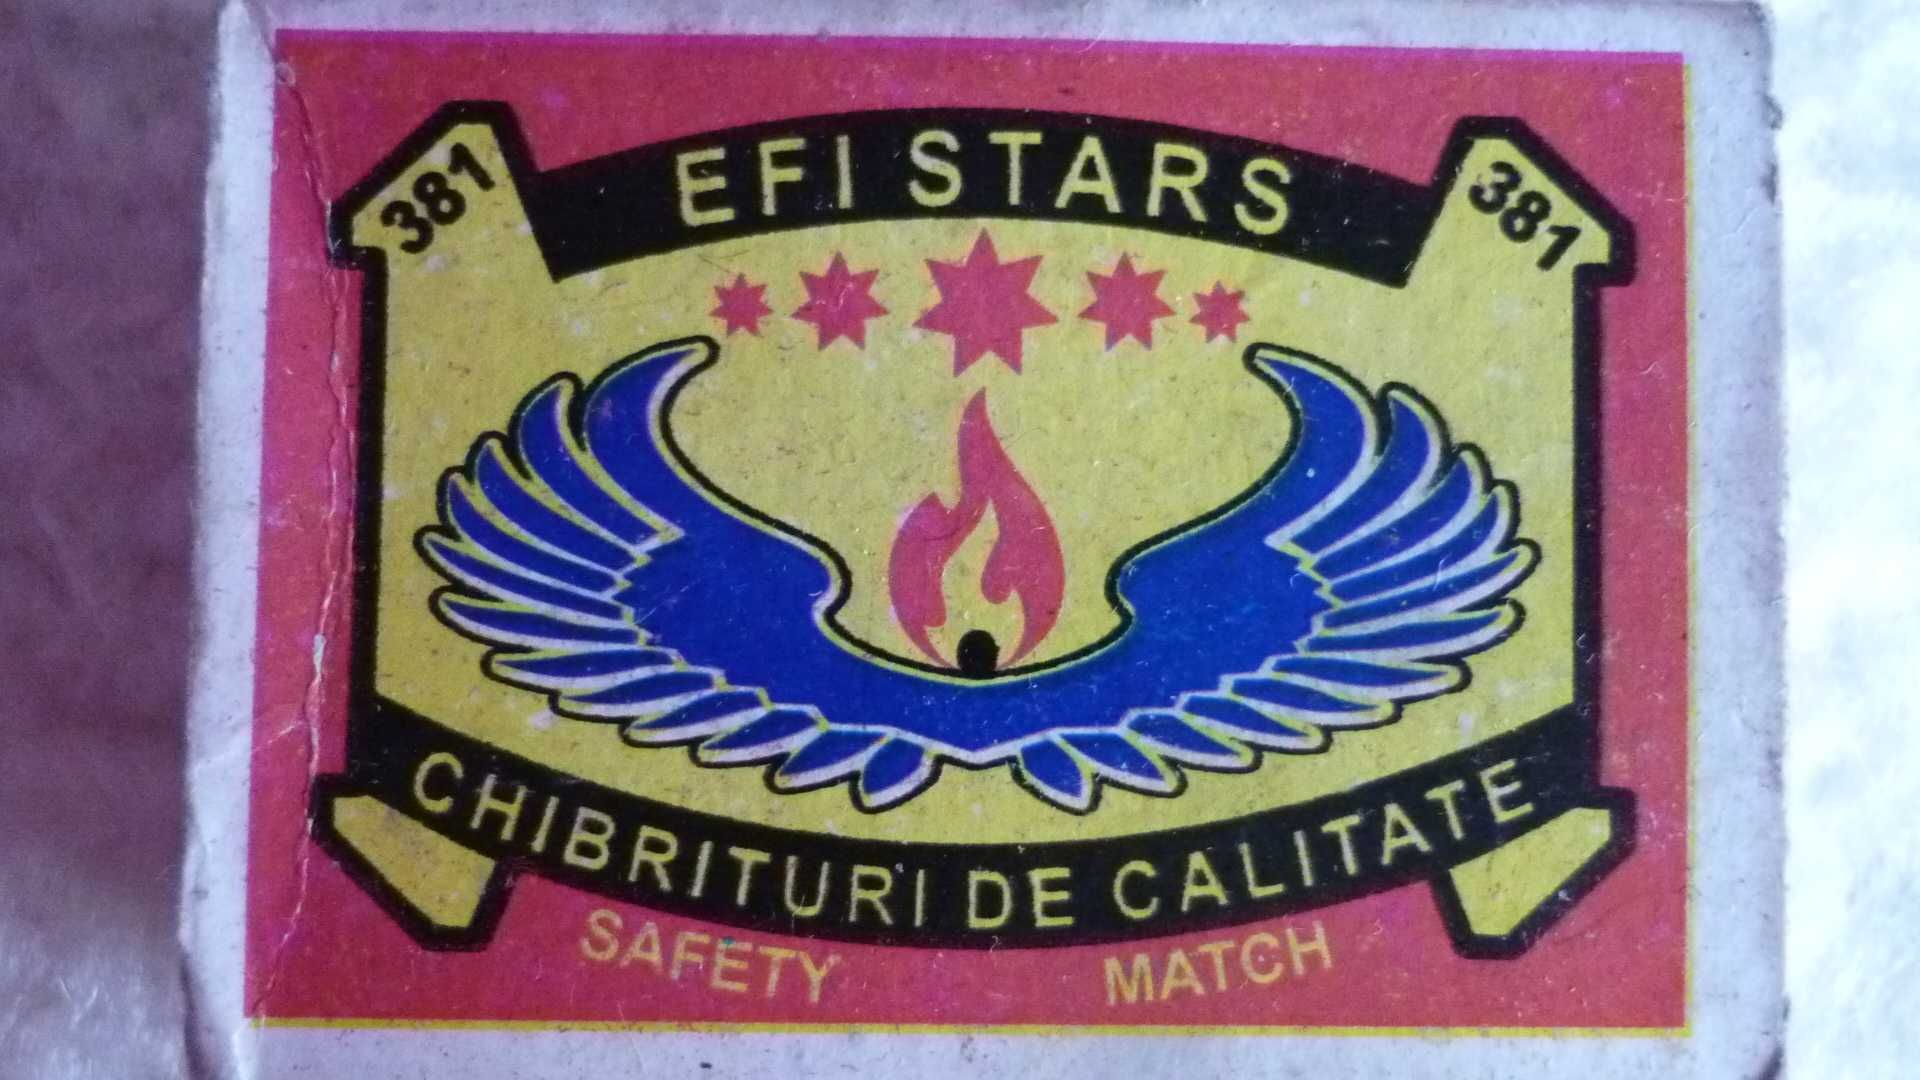 EFI STARS
381
381
CHIBRITURI DE CALITATE
SAFETY MATCH